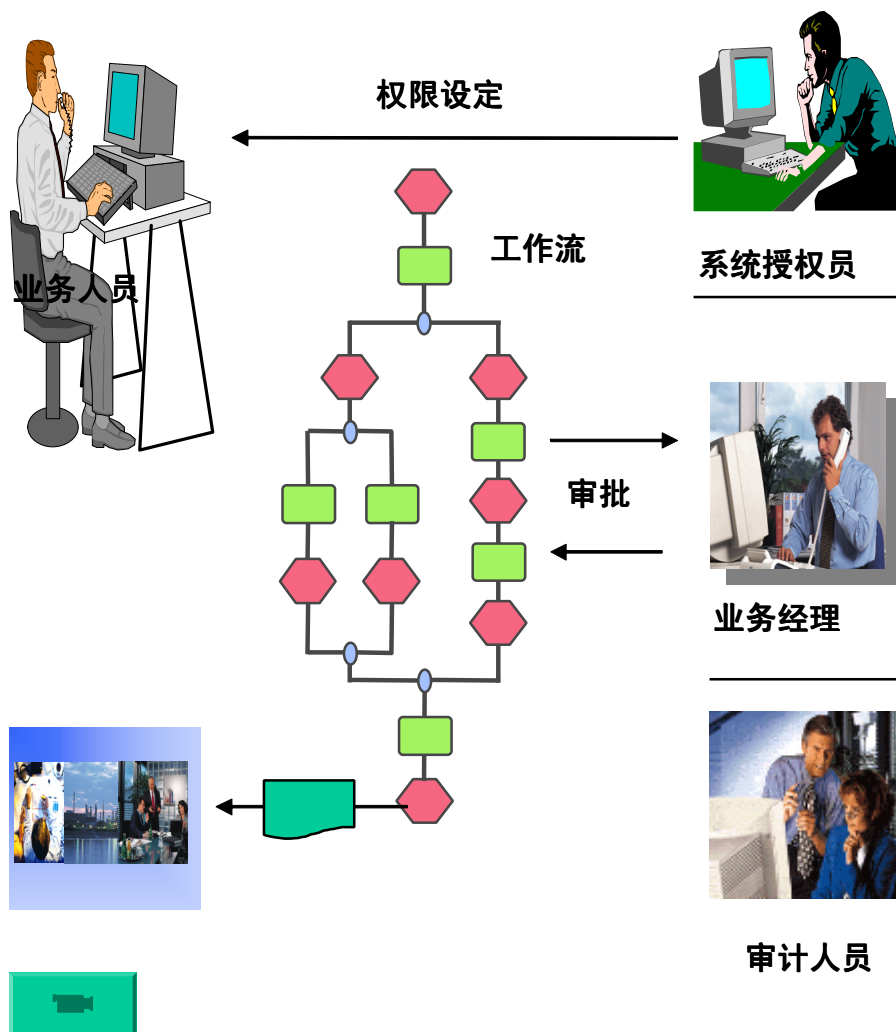 权限设定
工作流
系统授权员
业务人员
审批
业务经理
审计人员